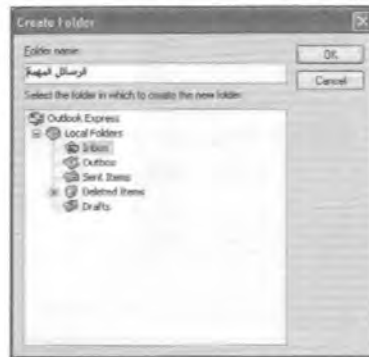 Create Folder
Folder name:
الرسائل المهمة
OK
Cancel
Select the folder in which to create the new folder:
Outlook Express
Local Folders
Inbox
Outbox
Sent Items
Deleted Items
Drafts